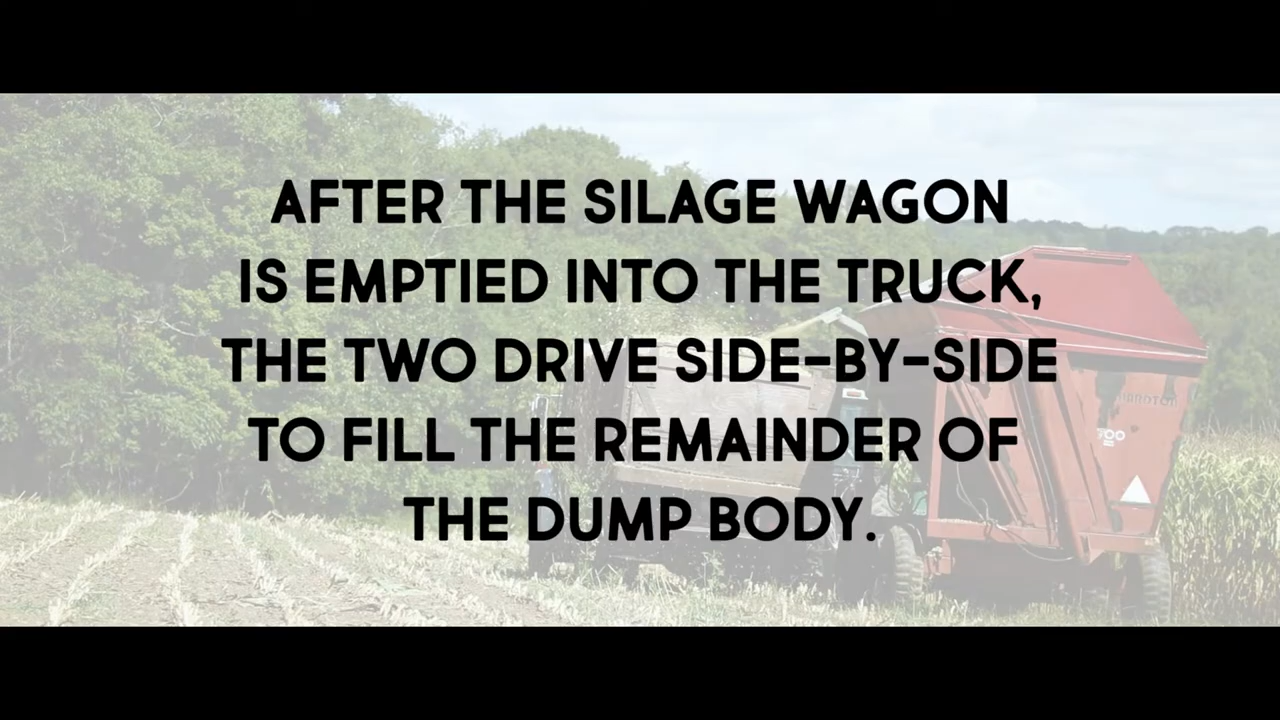 AFTER THE SILAGE WAGON
IS EMPTIED INTO THE TRUCK,
THE TWO DRIVE SIDE-BY-SIDE
TO FILL THE REMAINDER OF
THE DUMP BODY.
700